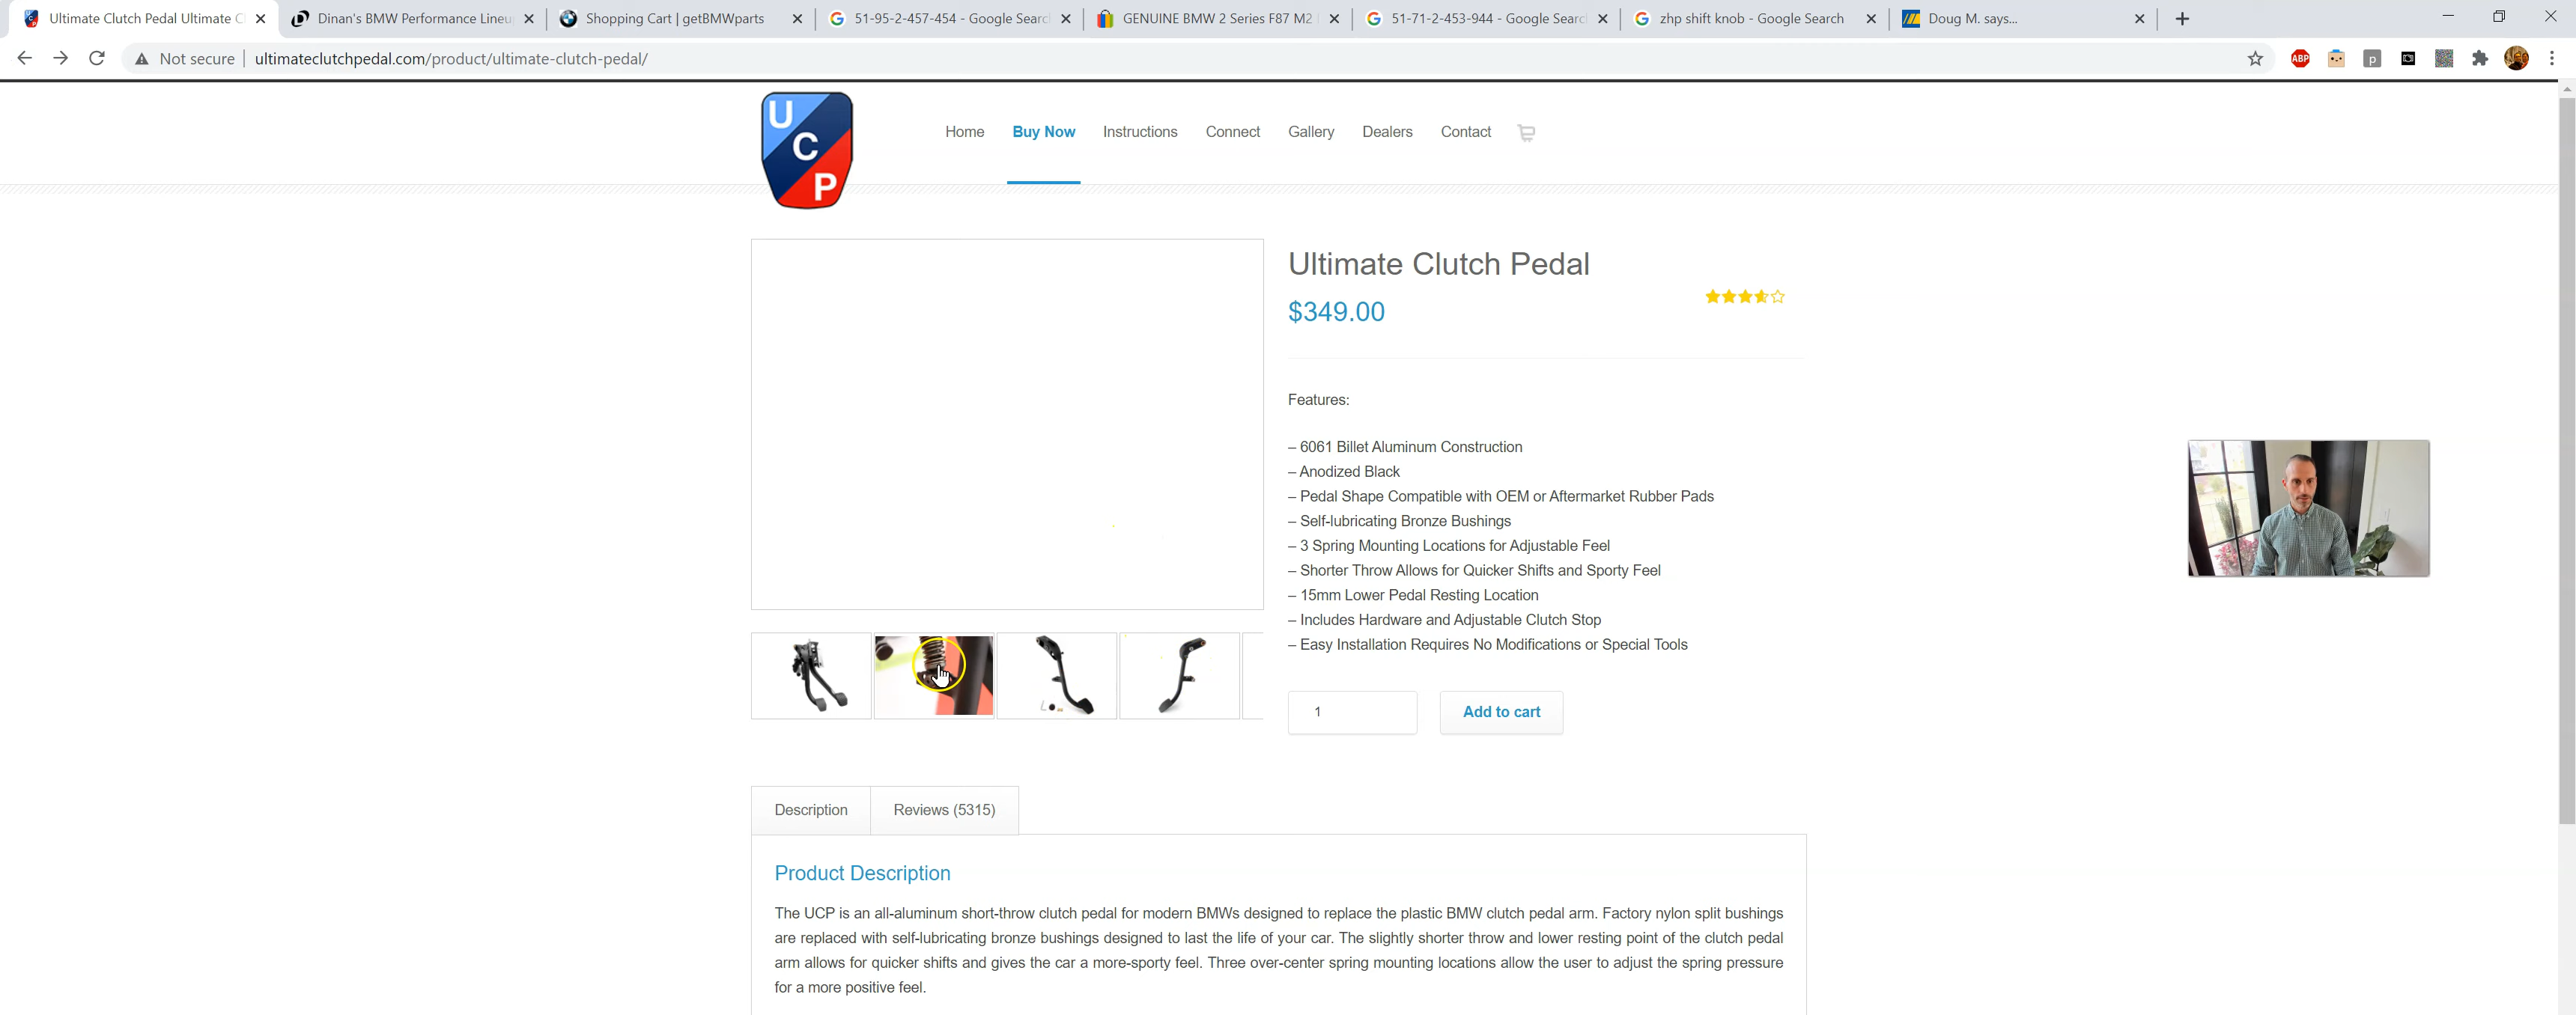 Ultimate Clutch Pedal Ultimate C
Dinan's BMW Performance Lineu
Shopping Cart | getBMWparts
51-95-2-457-454 - Google Searc
GENUINE BMW 2 Series F87 M2
51-71-2-453-944 - Google Searc
zhp shift knob - Google Search
Doug M. says...
Not secure
ultimateclutchpedal.com/product/ultimate-clutch-pedal/
ABP
p
U
C
P
Home
Buy Now
Instructions
Connect
Gallery
Dealers
Contact
Ultimate Clutch Pedal
$349.00
Features:
– 6061 Billet Aluminum Construction
– Anodized Black
– Pedal Shape Compatible with OEM or Aftermarket Rubber Pads
– Self-lubricating Bronze Bushings
– 3 Spring Mounting Locations for Adjustable Feel
– Shorter Throw Allows for Quicker Shifts and Sporty Feel
– 15mm Lower Pedal Resting Location
– Includes Hardware and Adjustable Clutch Stop
– Easy Installation Requires No Modifications or Special Tools
1
Add to cart
Description
Reviews (5315)
Product Description
The UCP is an all-aluminum short-throw clutch pedal for modern BMWs designed to replace the plastic BMW clutch pedal arm. Factory nylon split bushings
are replaced with self-lubricating bronze bushings designed to last the life of your car. The slightly shorter throw and lower resting point of the clutch pedal
arm allows for quicker shifts and gives the car a more-sporty feel. Three over-center spring mounting locations allow the user to adjust the spring pressure
for a more positive feel.